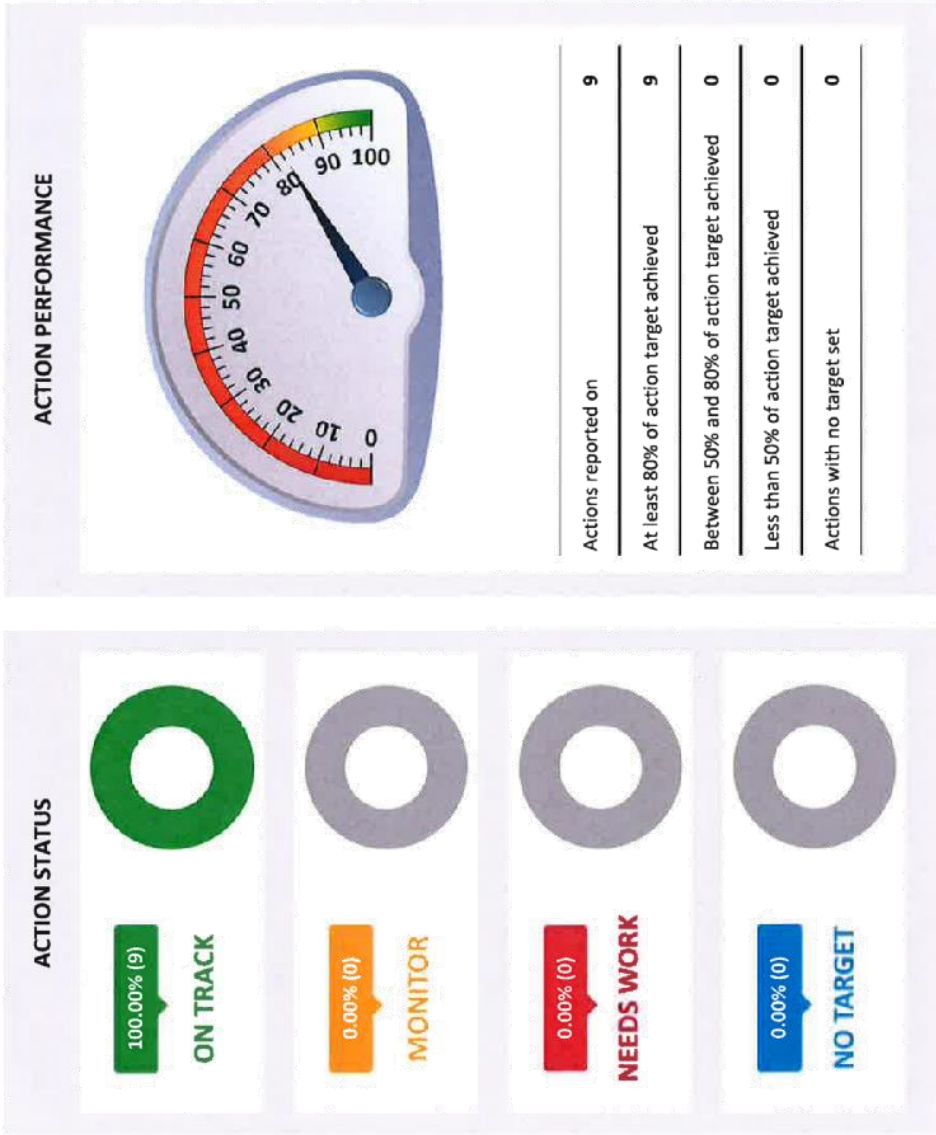 ACTION STATUS
100.00% (9)
ON TRACK
0.00% (0)
MONITOR
0.00% (0)
NEEDS WORK
0.00% (0)
NO TARGET
ACTION PERFORMANCE
0
10
20
30
40
50
60
70
80
90
100
Actions reported on 9
At least 80% of action target achieved 9
Between 50% and 80% of action target achieved 0
Less than 50% of action target achieved 0
Actions with no target set 0